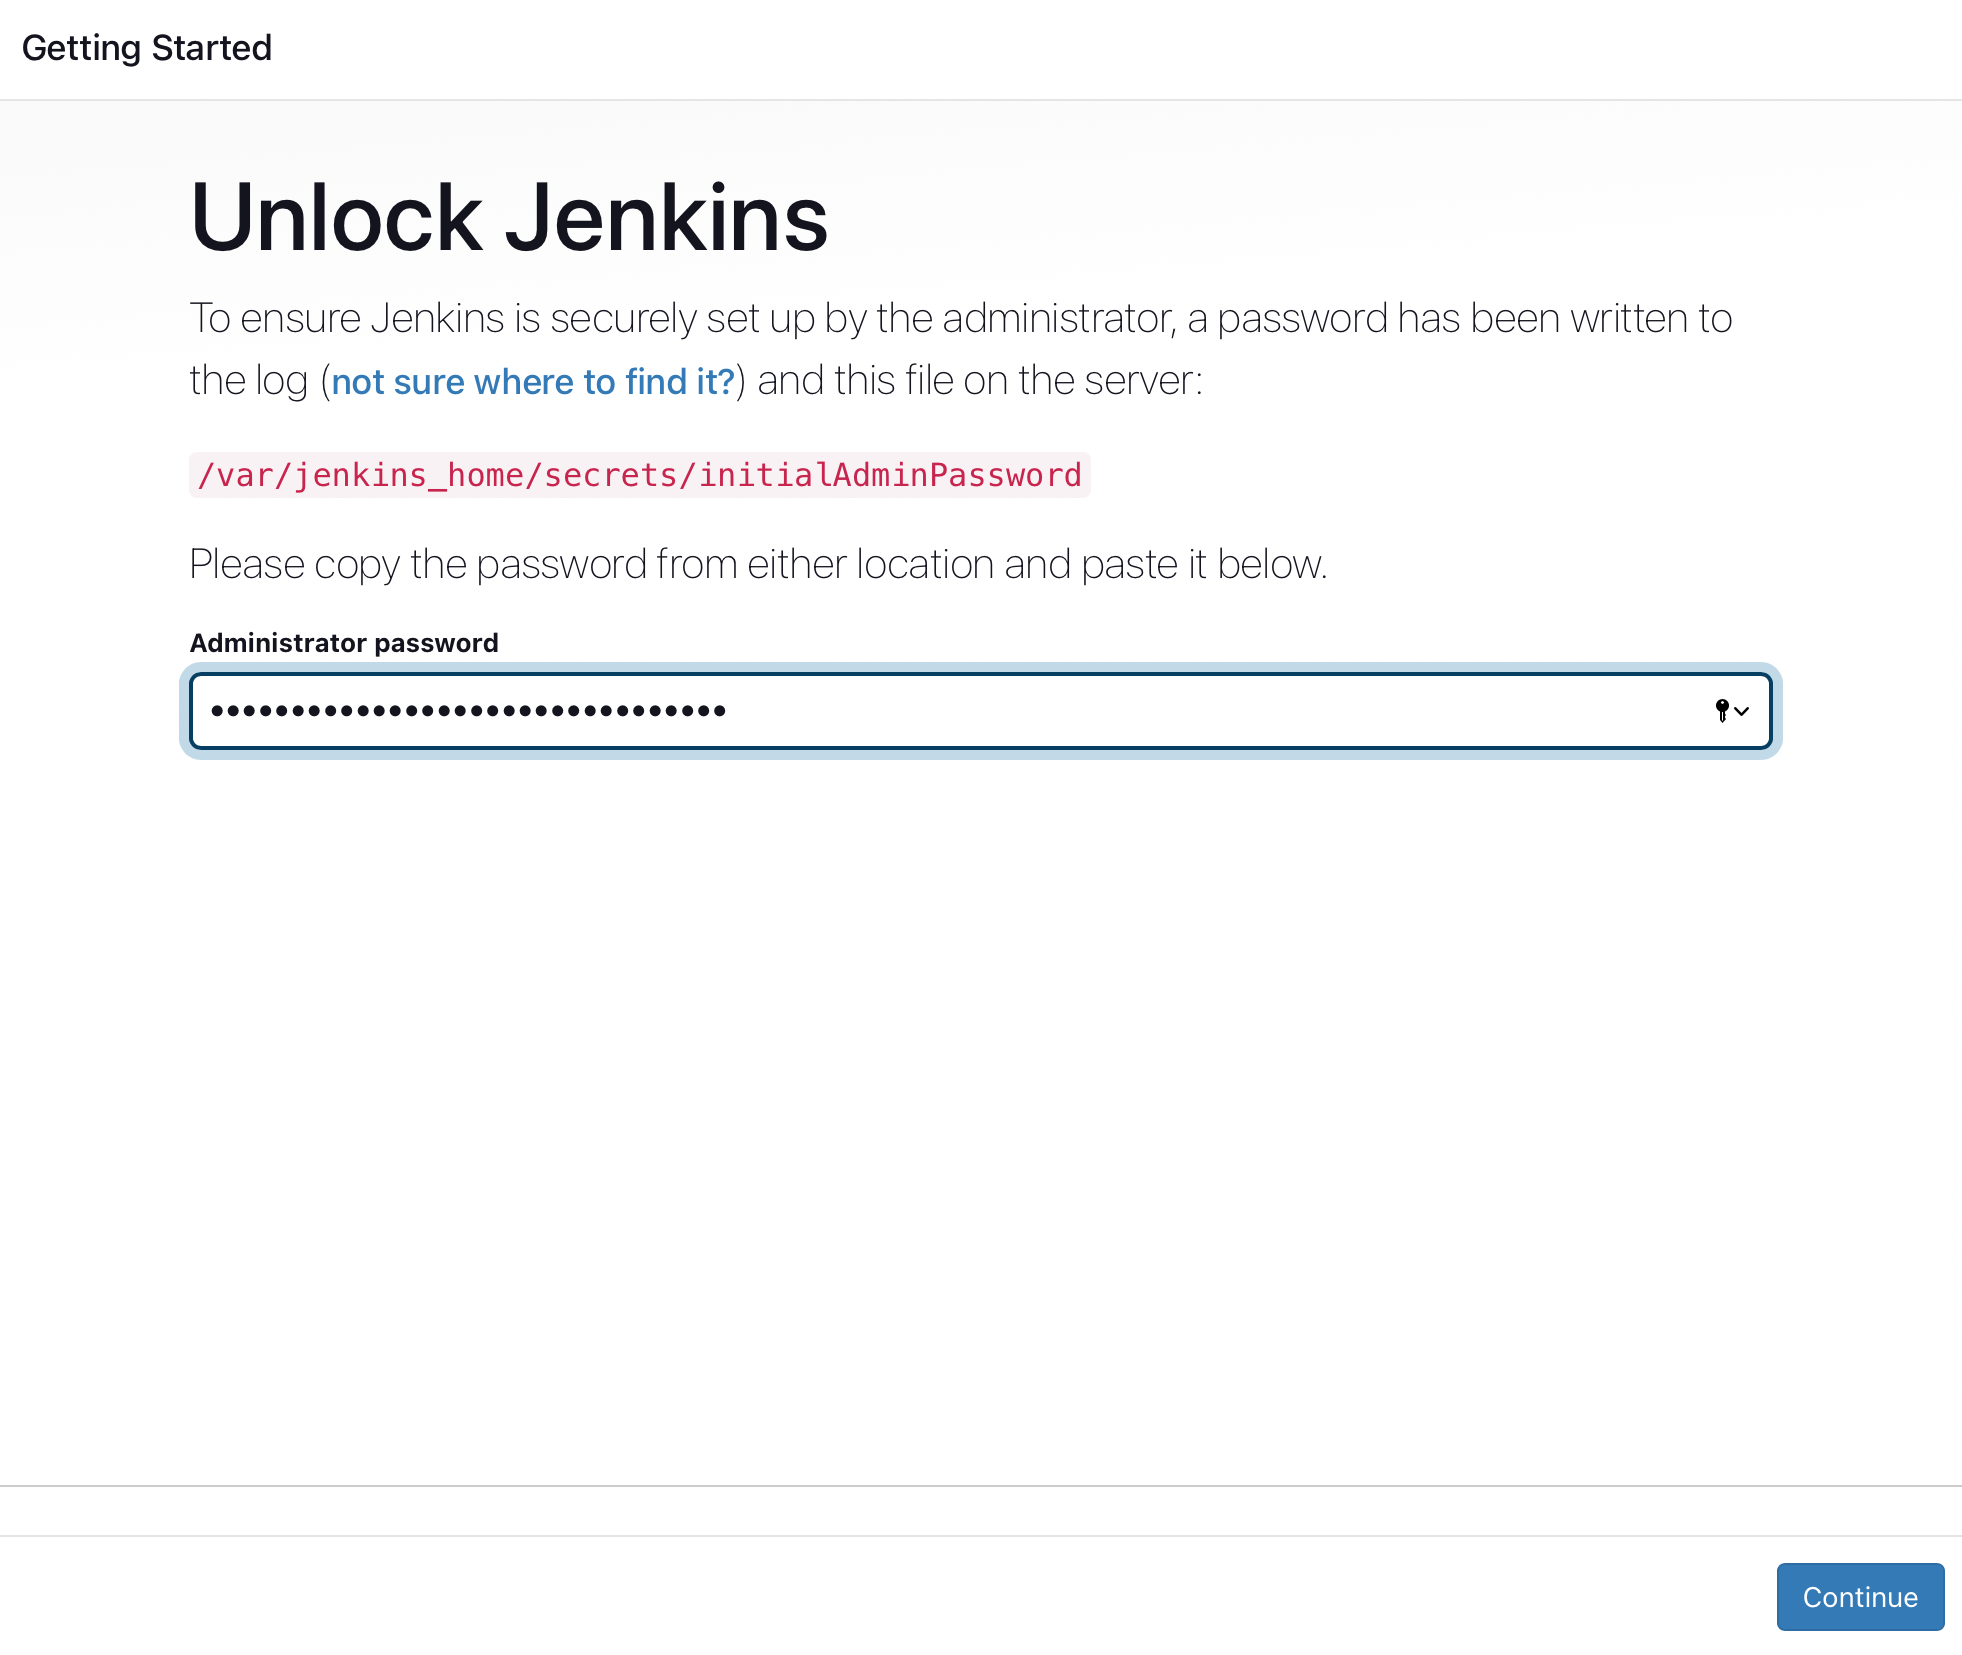 Getting Started
Unlock Jenkins
To ensure Jenkins is securely set up by the administrator, a password has been written to
the log (not sure where to find it?) and this file on the server:
/var/jenkins_home/secrets/initialAdminPassword
Please copy the password from either location and paste it below.
Administrator password
••••••••••••••••••••••••••••••••
Continue